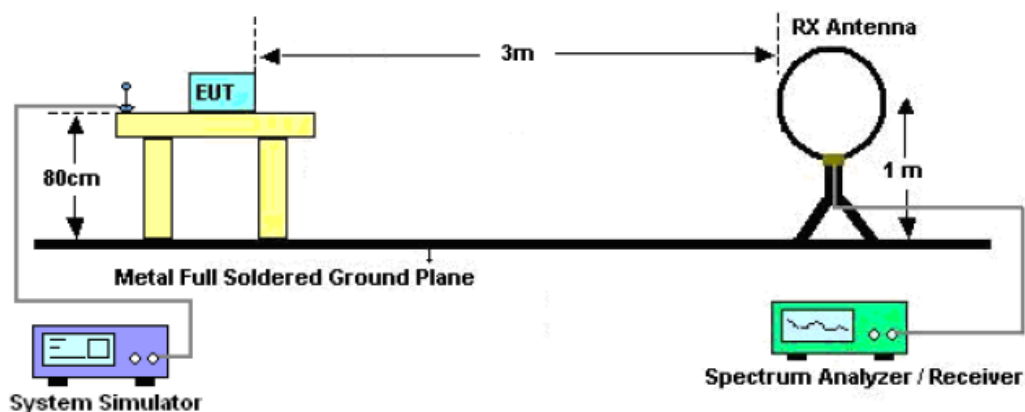 RX Antenna
3m
EUT
80cm
1 m
Metal Full Soldered Ground Plane
Spectrum Analyzer / Receiver
System Simulator